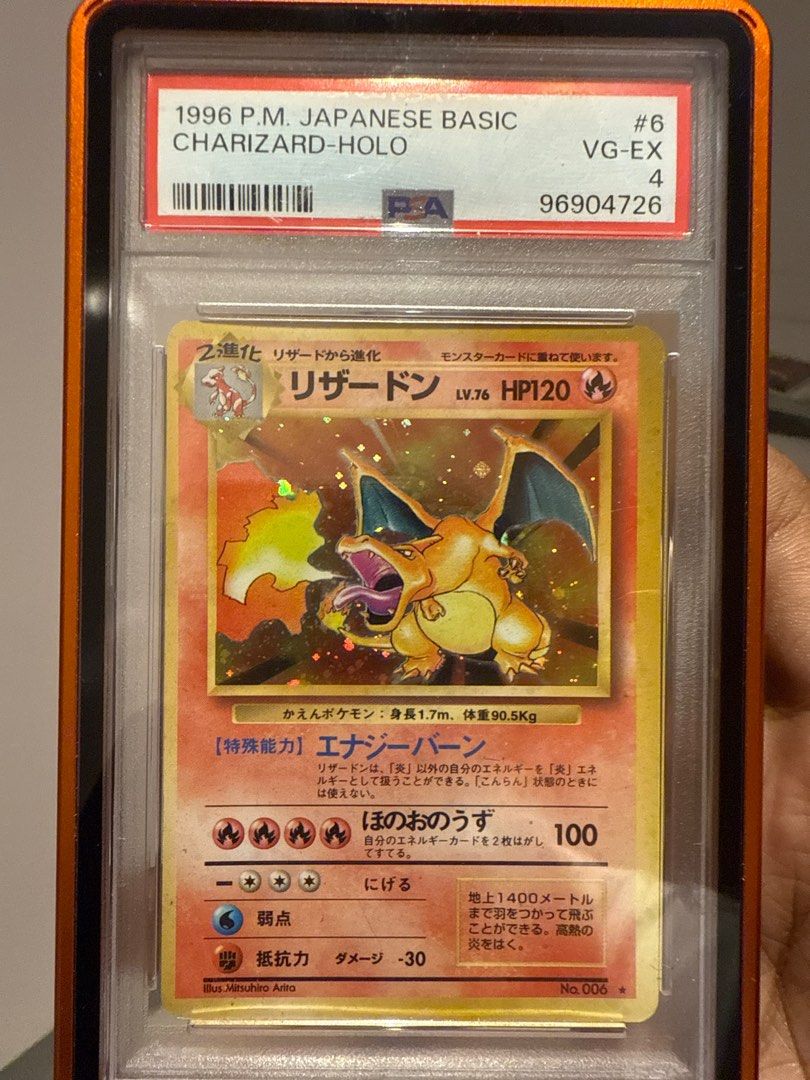 1996 P.M. JAPANESE BASIC #6
CHARIZARD-HOLO VG-EX
4
PSA 96904726
2進化 リザードから進化 モンスターカードに重ねて使います。
リザードン LV.76 HP120
かえんポケモン：身長1.7m、体重90.5Kg
【特殊能力】エナジーバーン
リザードンは、「炎」以外の自分のエネルギーを「炎」エネ
ルギーとして扱うことができる。「こんらん」状態のときに
は使えない。
ほのおのうず 100
自分のエネルギーカードを2枚はがし
てすてる。
にげる
弱点
抵抗力 ダメージ -30
地上1400メートル
まで羽をつかって飛ぶ
ことができる。高熱の
炎をはく。
Illus.Mitsuhiro Arita No.006 ★